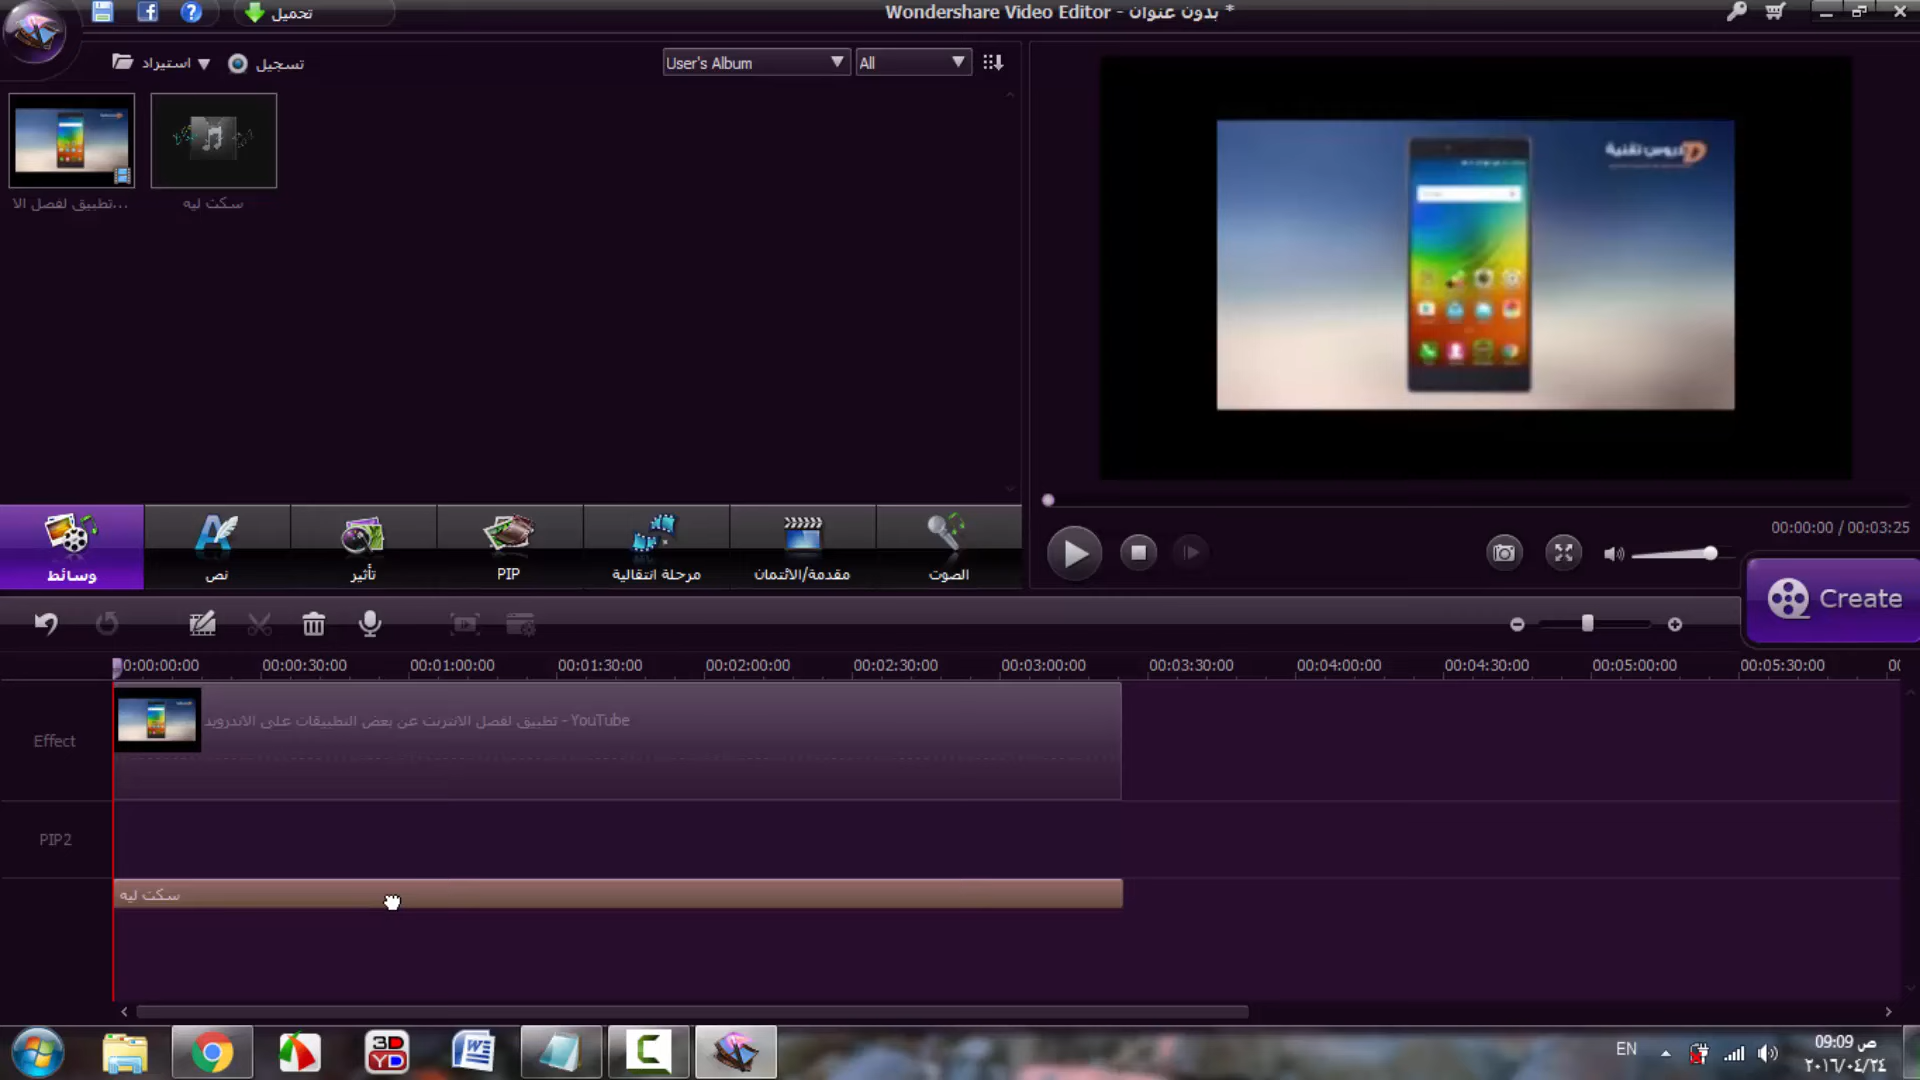 تحميل
Wondershare Video Editor - بدون عنوان *
استيراد
تسجيل
User's Album
All
تطبيق لفصل الا...
سكت ليه
دروس تقنية
00:00:00 / 00:03:25
وسائط
نص
تأثير
PIP
مرحلة انتقالية
مقدمة/الائتمان
الصوت
Create
0:00:00:00
00:00:30:00
00:01:00:00
00:01:30:00
00:02:00:00
00:02:30:00
00:03:00:00
00:03:30:00
00:04:00:00
00:04:30:00
00:05:00:00
00:05:30:00
Effect
تطبيق لفصل الانترنت عن بعض التطبيقات على الاندرويد - YouTube
PIP2
سكت ليه
3D
YD
EN
09:09 ص
٢٠١٦/٠٤/٢٤